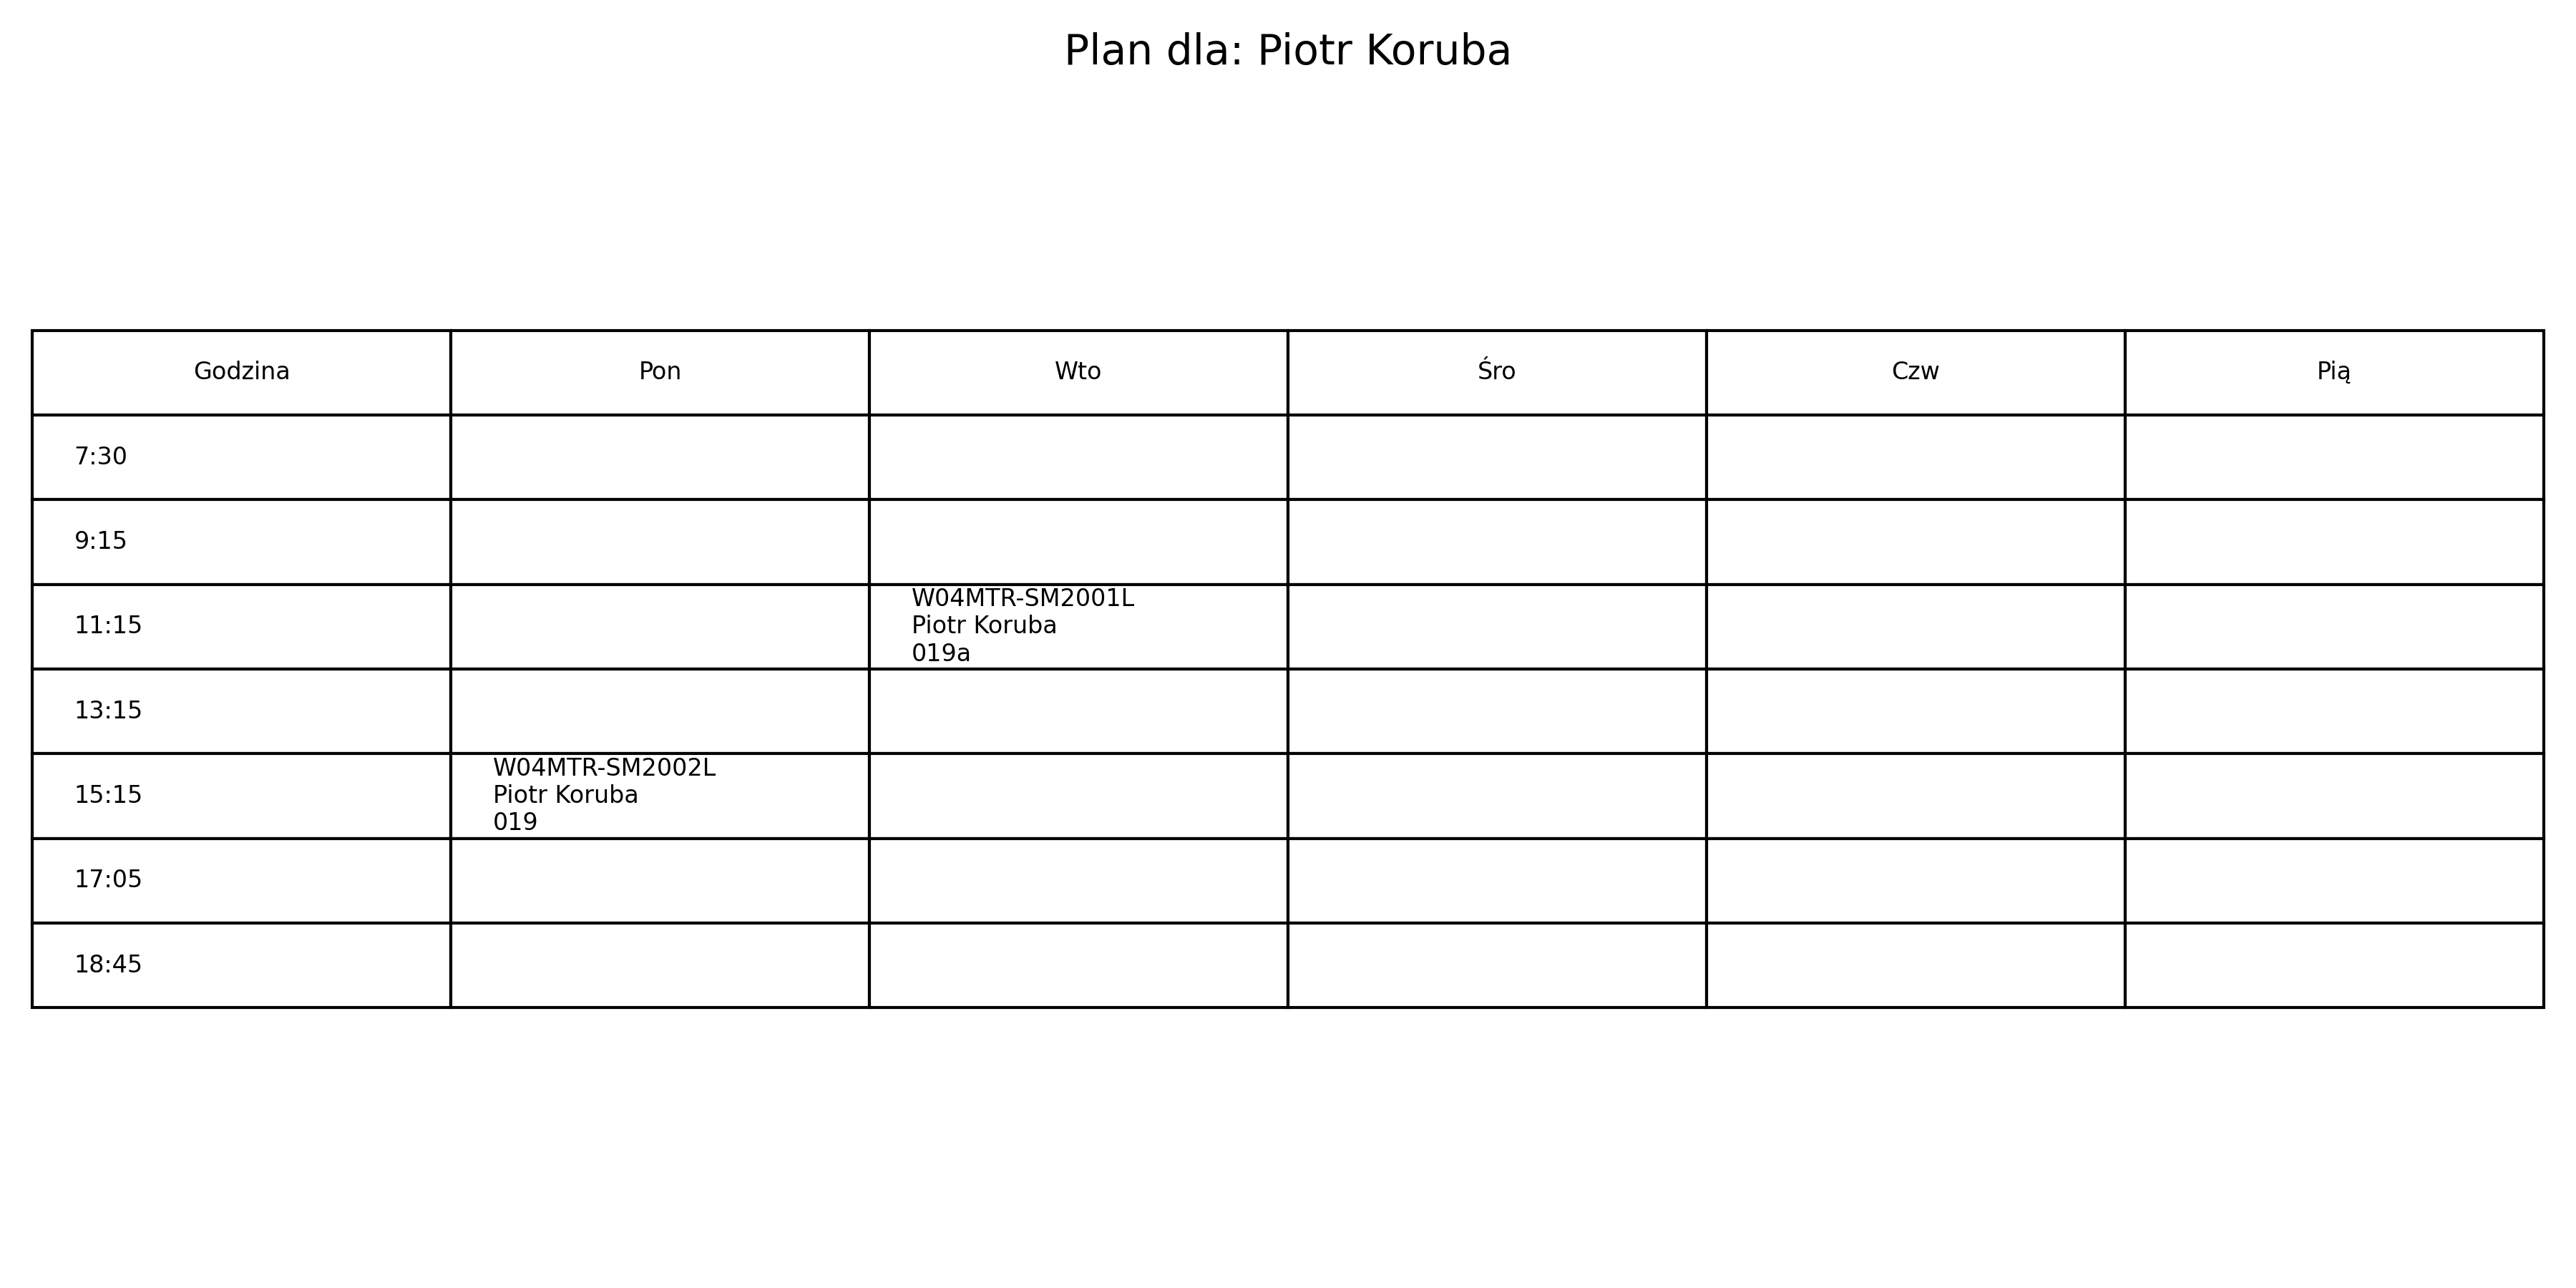 Plan dla: Piotr Koruba
Godzina Pon Wto Śro Czw Pią
7:30
9:15
11:15
W04MTR-SM2001L
Piotr Koruba
019a
13:15
15:15
W04MTR-SM2002L
Piotr Koruba
019
17:05
18:45